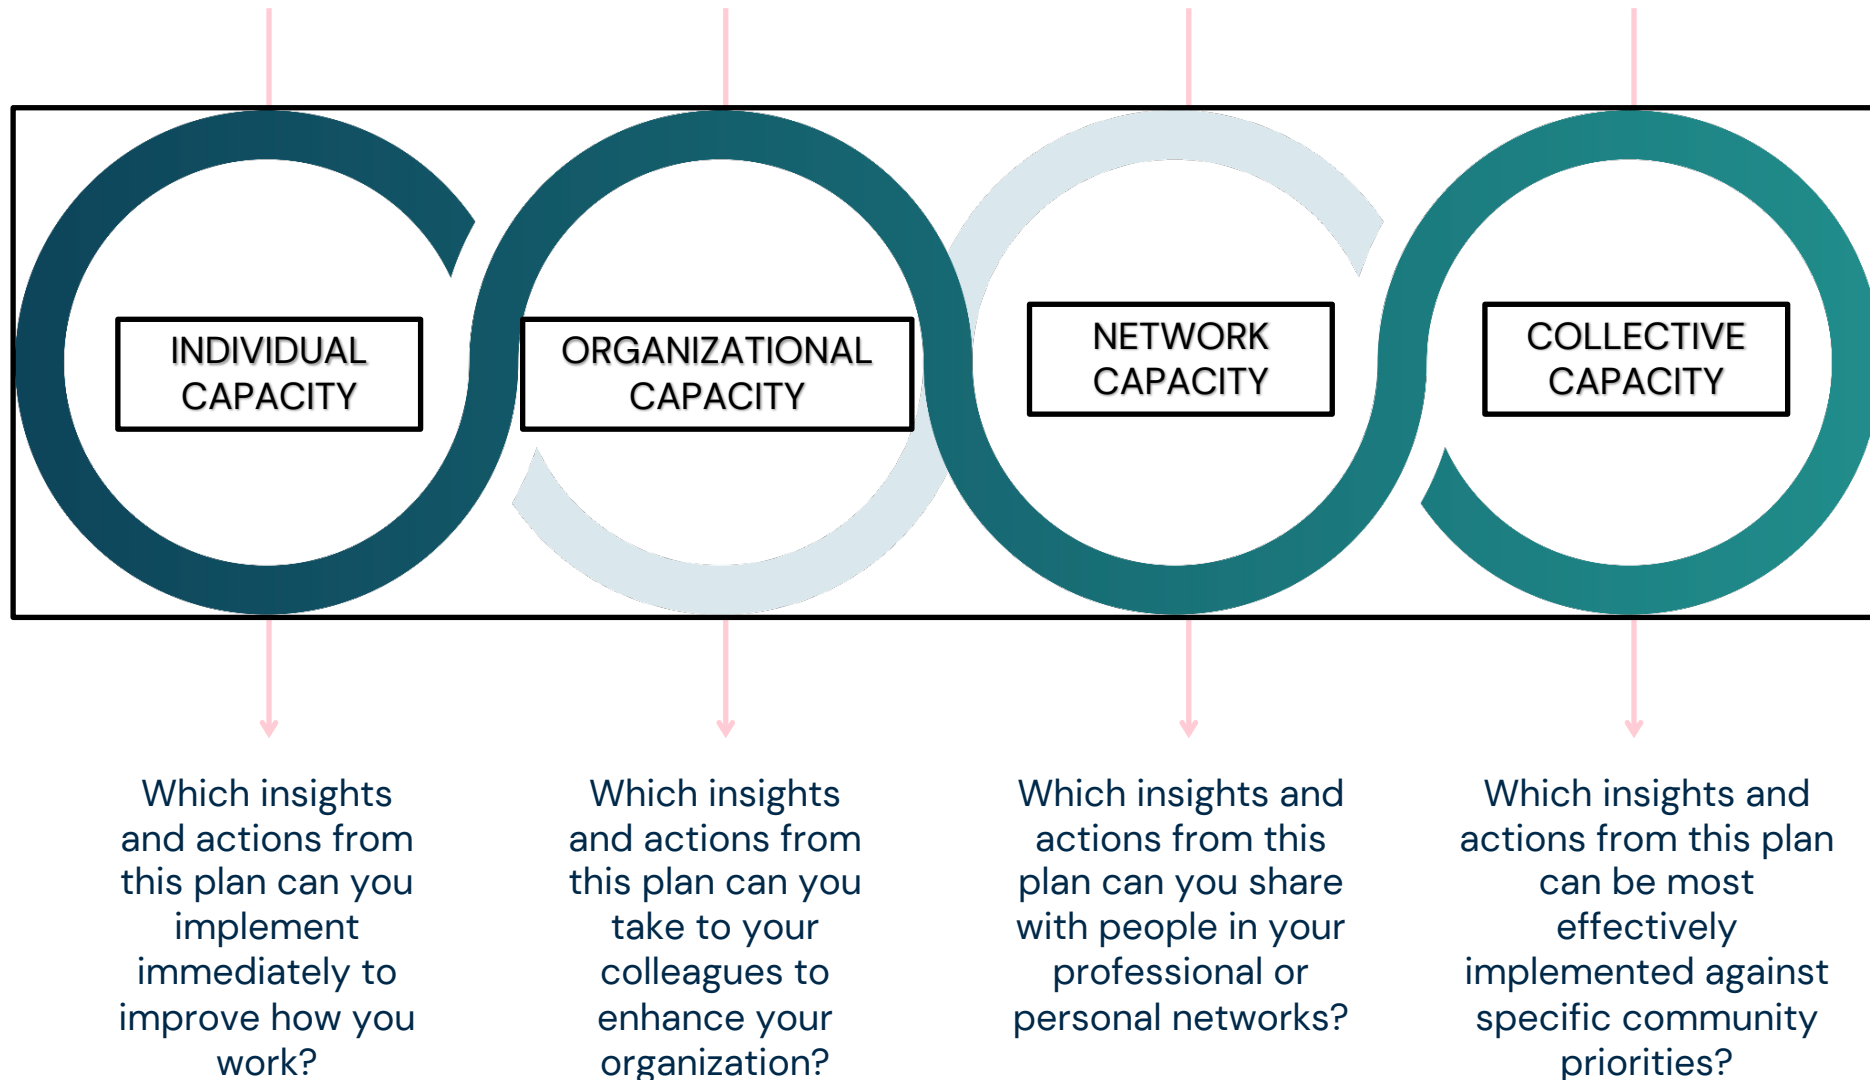 INDIVIDUAL
CAPACITY
ORGANIZATIONAL
CAPACITY
NETWORK
CAPACITY
COLLECTIVE
CAPACITY
Which insights
and actions from
this plan can you
implement
immediately to
improve how you
work?
Which insights
and actions from
this plan can you
take to your
colleagues to
enhance your
organization?
Which insights and
actions from this
plan can you share
with people in your
professional or
personal networks?
Which insights and
actions from this plan
can be most
effectively
implemented against
specific community
priorities?